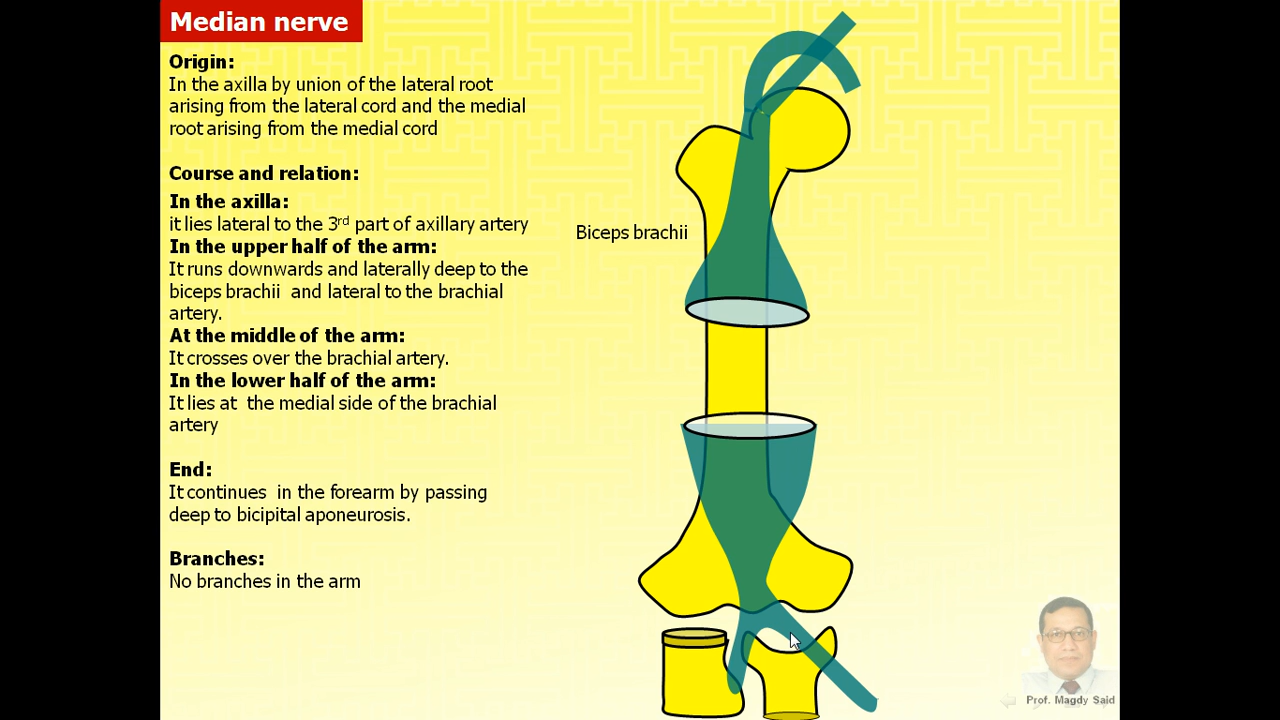 Median nerve
Origin:
In the axilla by union of the lateral root
arising from the lateral cord and the medial
root arising from the medial cord
Course and relation:
In the axilla:
it lies lateral to the 3rd part of axillary artery
In the upper half of the arm:
It runs downwards and laterally deep to the
biceps brachii and lateral to the brachial
artery.
At the middle of the arm:
It crosses over the brachial artery.
In the lower half of the arm:
It lies at the medial side of the brachial
artery
End:
It continues in the forearm by passing
deep to bicipital aponeurosis.
Branches:
No branches in the arm
Biceps brachii
Prof. Magdy Said